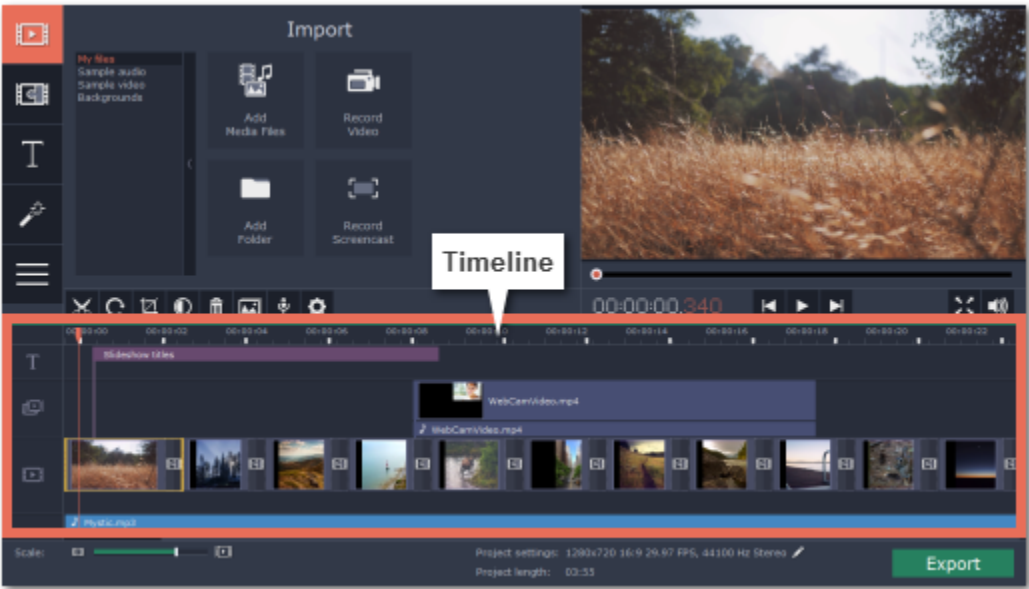 Import
My files
Sample audio
Sample video
Backgrounds
Add
Media Files
Record
Video
Add
Folder
Record
Screencast
Timeline
00:00:00.340
00:00:00 00:00:02 00:00:04 00:00:06 00:00:08 00:00:10 00:00:12 00:00:14 00:00:16 00:00:18 00:00:20 00:00:22
T
Slideshow titles
WebCamVideo.mp4
WebCamVideo.mp4
Mystic.mp3
Scale:
Project settings: 1280x720 16:9 29.97 FPS, 44100 Hz Stereo
Project length: 03:55
Export